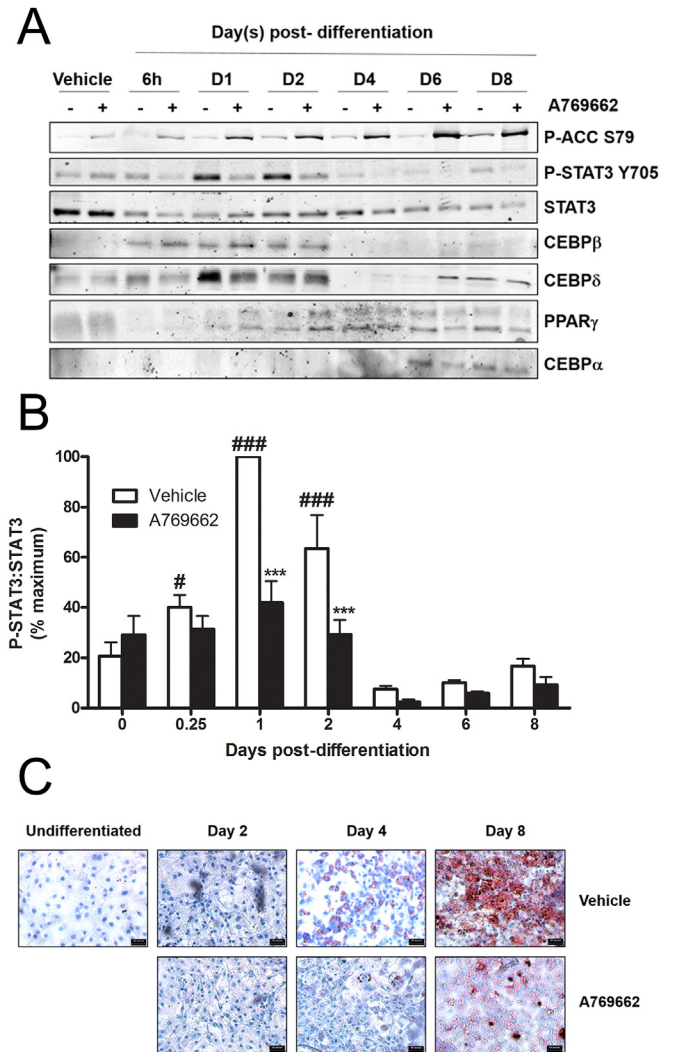 A
Day(s) post- differentiation
Vehicle 6h D1 D2 D4 D6 D8
- + - + - + - + - + - + - + A769662
P-ACC S79
P-STAT3 Y705
STAT3
CEBPβ
CEBPδ
PPARγ
CEBPα
B
P-STAT3:STAT3
(% maximum)
100
80
60
40
20
0
Vehicle
A769662
#
###
***
###
***
0 0.25 1 2 4 6 8
Days post-differentiation
C
Undifferentiated Day 2 Day 4 Day 8
Vehicle
A769662